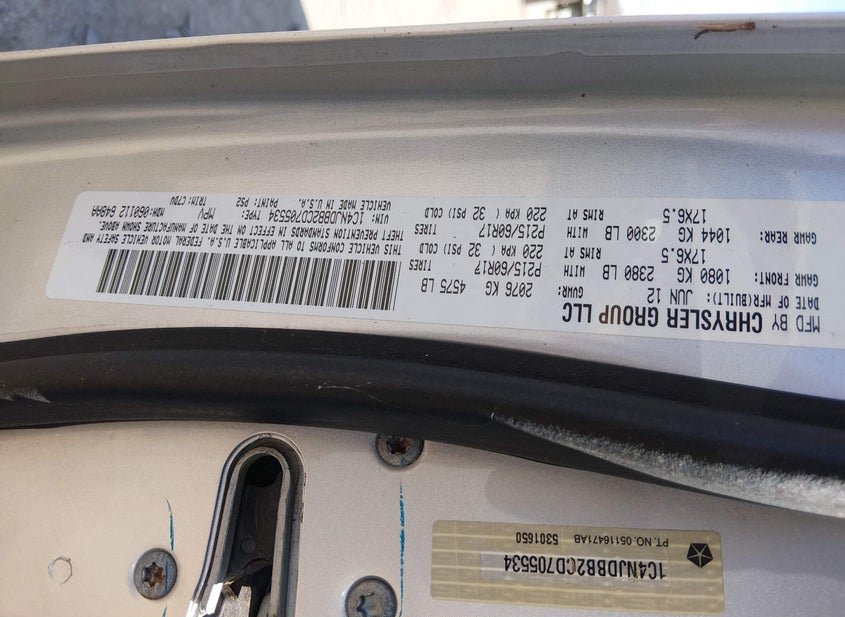 MFD BY CHRYSLER GROUP LLC
DATE OF MFR(BUILT): JUN 12 GVWR: 2076 KG 4575 LB
GAWR FRONT: 1080 KG 2380 LB WITH P215/60R17 TIRES
17X6.5 RIMS AT 220 KPA ( 32 PSI) COLD
GAWR REAR: 1044 KG 2300 LB WITH P215/60R17 TIRES
17X6.5 RIMS AT 220 KPA ( 32 PSI) COLD
THIS VEHICLE CONFORMS TO ALL APPLICABLE U.S.A. FEDERAL MOTOR VEHICLE SAFETY AND
THEFT PREVENTION STANDARDS IN EFFECT ON THE DATE OF MANUFACTURE SHOWN ABOVE.
VIN: 1C4NJDBB2CD705534 TYPE: MPV MDH:060112 648AA
VEHICLE MADE IN U.S.A. PAINT: PS2 TRIM: C7DV
1C4NJDBB2CD705534
PT. NO. 05116471AB 5301650